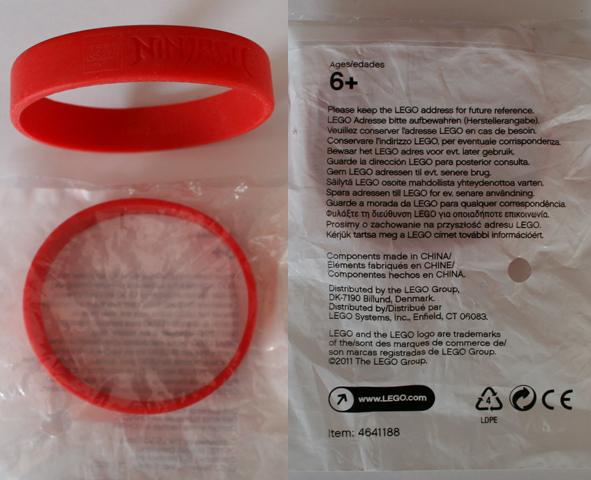 LEGO NINJAGO
Ages/edades
6+
Please keep the LEGO address for future reference.
LEGO Adresse bitte aufbewahren (Herstellerangabe).
Veuillez conserver l'adresse LEGO en cas de besoin.
Conservare l'indirizzo LEGO, per eventuale corrispondenza.
Bewaar het LEGO adres voor evt. later gebruik.
Guarde la dirección LEGO para posterior consulta.
Gem LEGO adressen til evt. senere brug.
Säilytä LEGO osoite mahdollista yhteydenottoa varten.
Spara adressen till LEGO for ev. senare användning.
Guarde a morada da LEGO para qualquer correspondência.
Φυλάξτε τη διεύθυνση LEGO για οποιαδήποτε επικοινωνία.
Prosimy o zachowanie na przyszłość adresu LEGO.
Kérjük tartsa meg a LEGO címet további információért.
Components made in CHINA/
Éléments fabriqués en CHINE/
Componentes hechos en CHINA.
Distributed by the LEGO Group,
DK-7190 Billund, Denmark.
Distributed by/Distribué par
LEGO Systems, Inc., Enfield, CT 06083.
LEGO and the LEGO logo are trademarks
of the/sont des marques de commerce de/
son marcas registradas de LEGO Group.
©2011 The LEGO Group.
www.LEGO.com
4
LDPE
CE
Item: 4641188